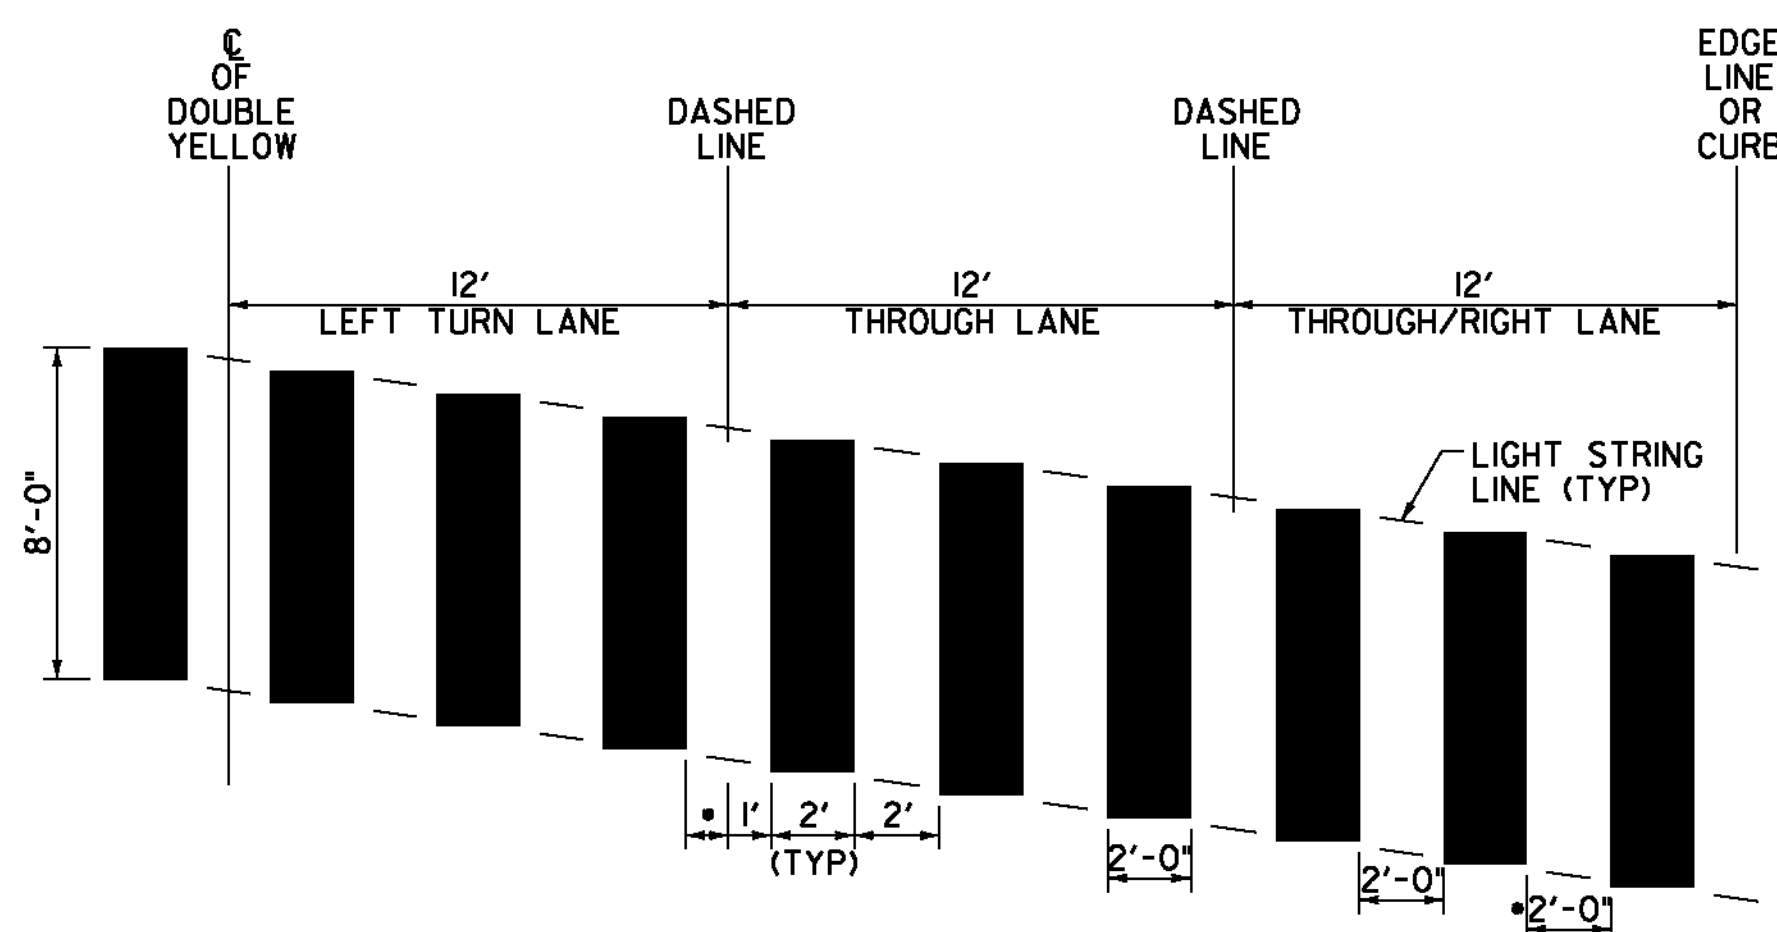 ℄
OF
DOUBLE
YELLOW
DASHED
LINE
DASHED
LINE
EDGE
LINE
OR
CURB
12'
12'
12'
LEFT TURN LANE
THROUGH LANE
THROUGH/RIGHT LANE
LIGHT STRING
LINE (TYP)
8'-0"
•
1'
2'
2'
(TYP)
2'-0"
2'-0"
•2'-0"